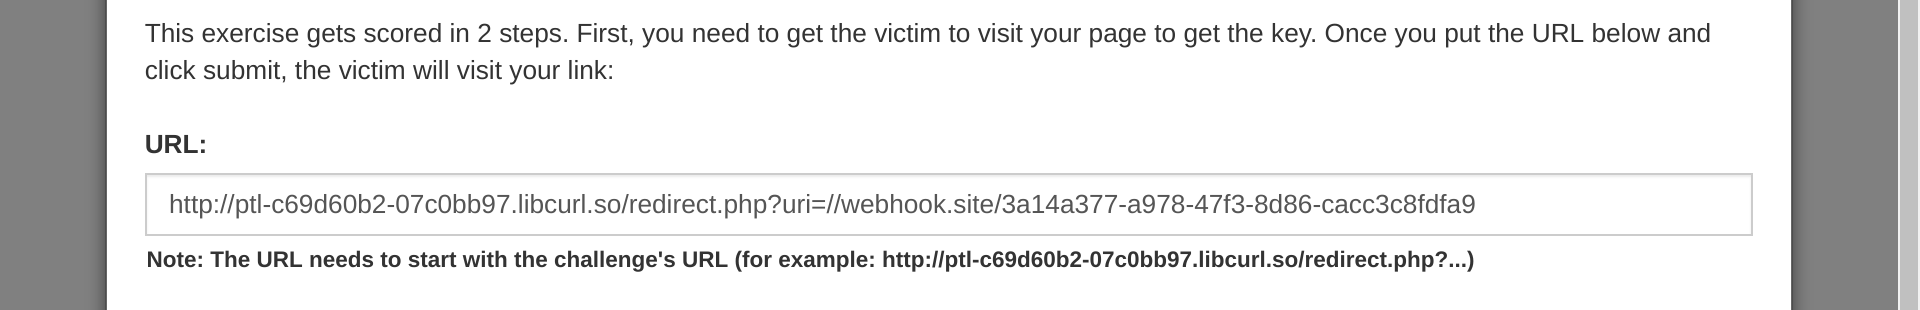 This exercise gets scored in 2 steps. First, you need to get the victim to visit your page to get the key. Once you put the URL below and
click submit, the victim will visit your link:
URL:
http://ptl-c69d60b2-07c0bb97.libcurl.so/redirect.php?uri=//webhook.site/3a14a377-a978-47f3-8d86-cacc3c8fdfa9
Note: The URL needs to start with the challenge's URL (for example: http://ptl-c69d60b2-07c0bb97.libcurl.so/redirect.php?...)